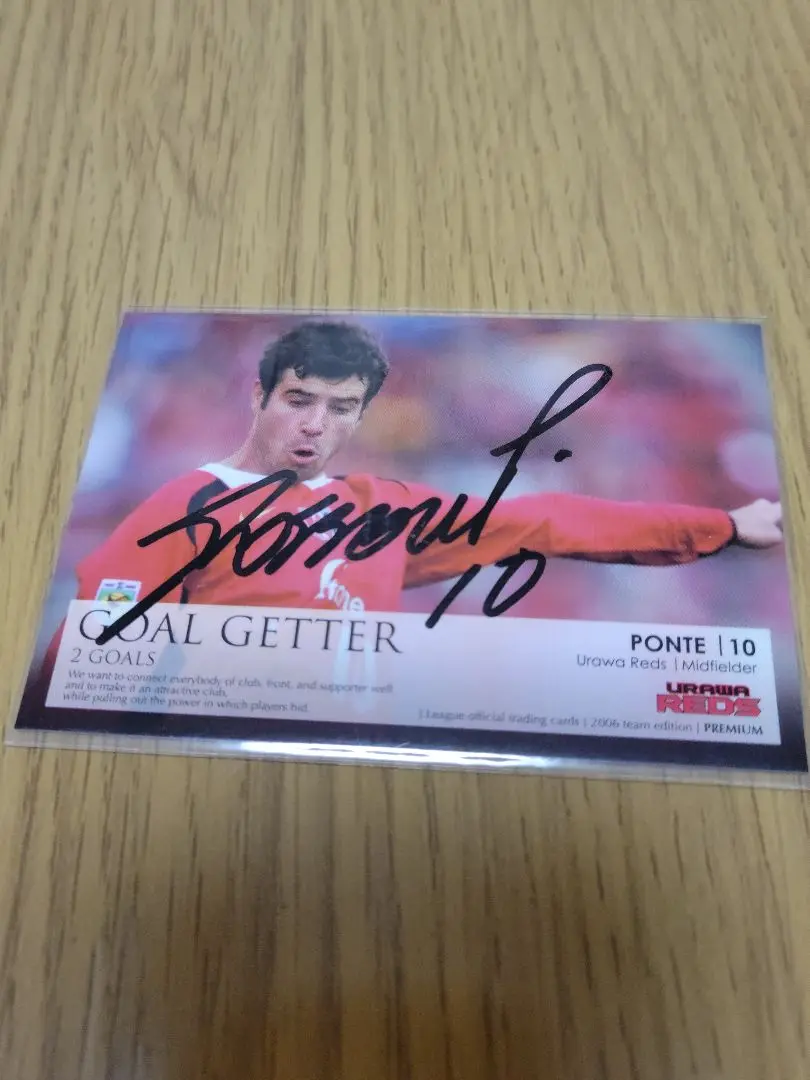 10
GOAL GETTER
2 GOALS
We want to connect everybody of club, front, and supporter well
and to make it an attractive club,
while pulling out the power in which players hid.
PONTE | 10
Urawa Reds | Midfielder
URAWA
REDS
J.League official trading cards | 2006 team edition | PREMIUM